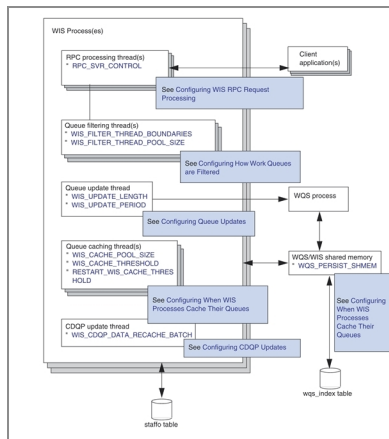 WIS Process(es)
RPC processing thread(s)
* RPC_SVR_CONTROL
Client
application(s)
See Configuring WIS RPC Request
Processing
Queue filtering thread(s)
* WIS_FILTER_THREAD_BOUNDARIES
* WIS_FILTER_THREAD_POOL_SIZE
See Configuring How Work Queues
are Filtered
Queue update thread
* WIS_UPDATE_LENGTH
* WIS_UPDATE_PERIOD
WQS process
See Configuring Queue Updates
Queue caching thread(s)
* WIS_CACHE_POOL_SIZE
* WIS_CACHE_THRESHOLD
* RESTART_WIS_CACHE_THRES
HOLD
WQS/WIS shared memory
* WQS_PERSIST_SHMEM
See Configuring When WIS
Processes Cache Their Queues
See Configuring
When WIS
Processes
Cache Their
Queues
CDQP update thread
* WIS_CDQP_DATA_RECACHE_BATCH
See Configuring CDQP Updates
staffo table
wqs_index table